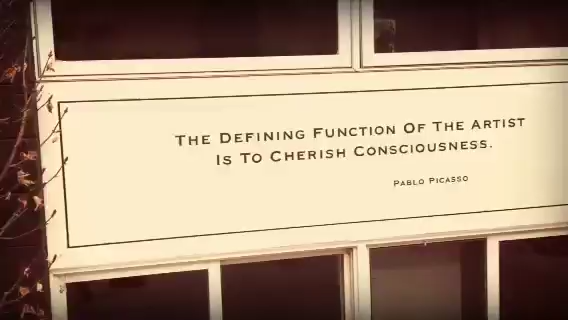 THE DEFINING FUNCTION OF THE ARTIST
IS TO CHERISH CONSCIOUSNESS.
PABLO PICASSO